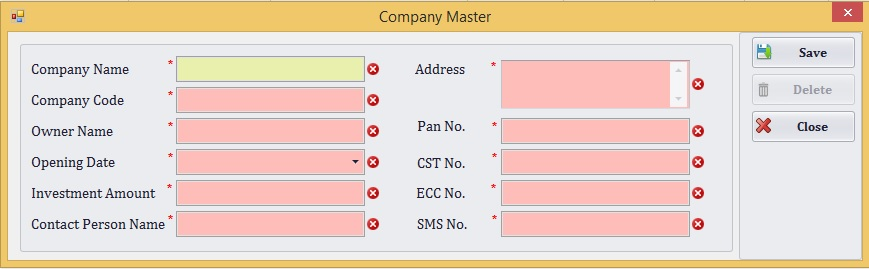 Company Master
Company Name *
Company Code *
Owner Name *
Opening Date *
Investment Amount *
Contact Person Name *
Address *
Pan No. *
CST No. *
ECC No. *
SMS No. *
Save
Delete
Close